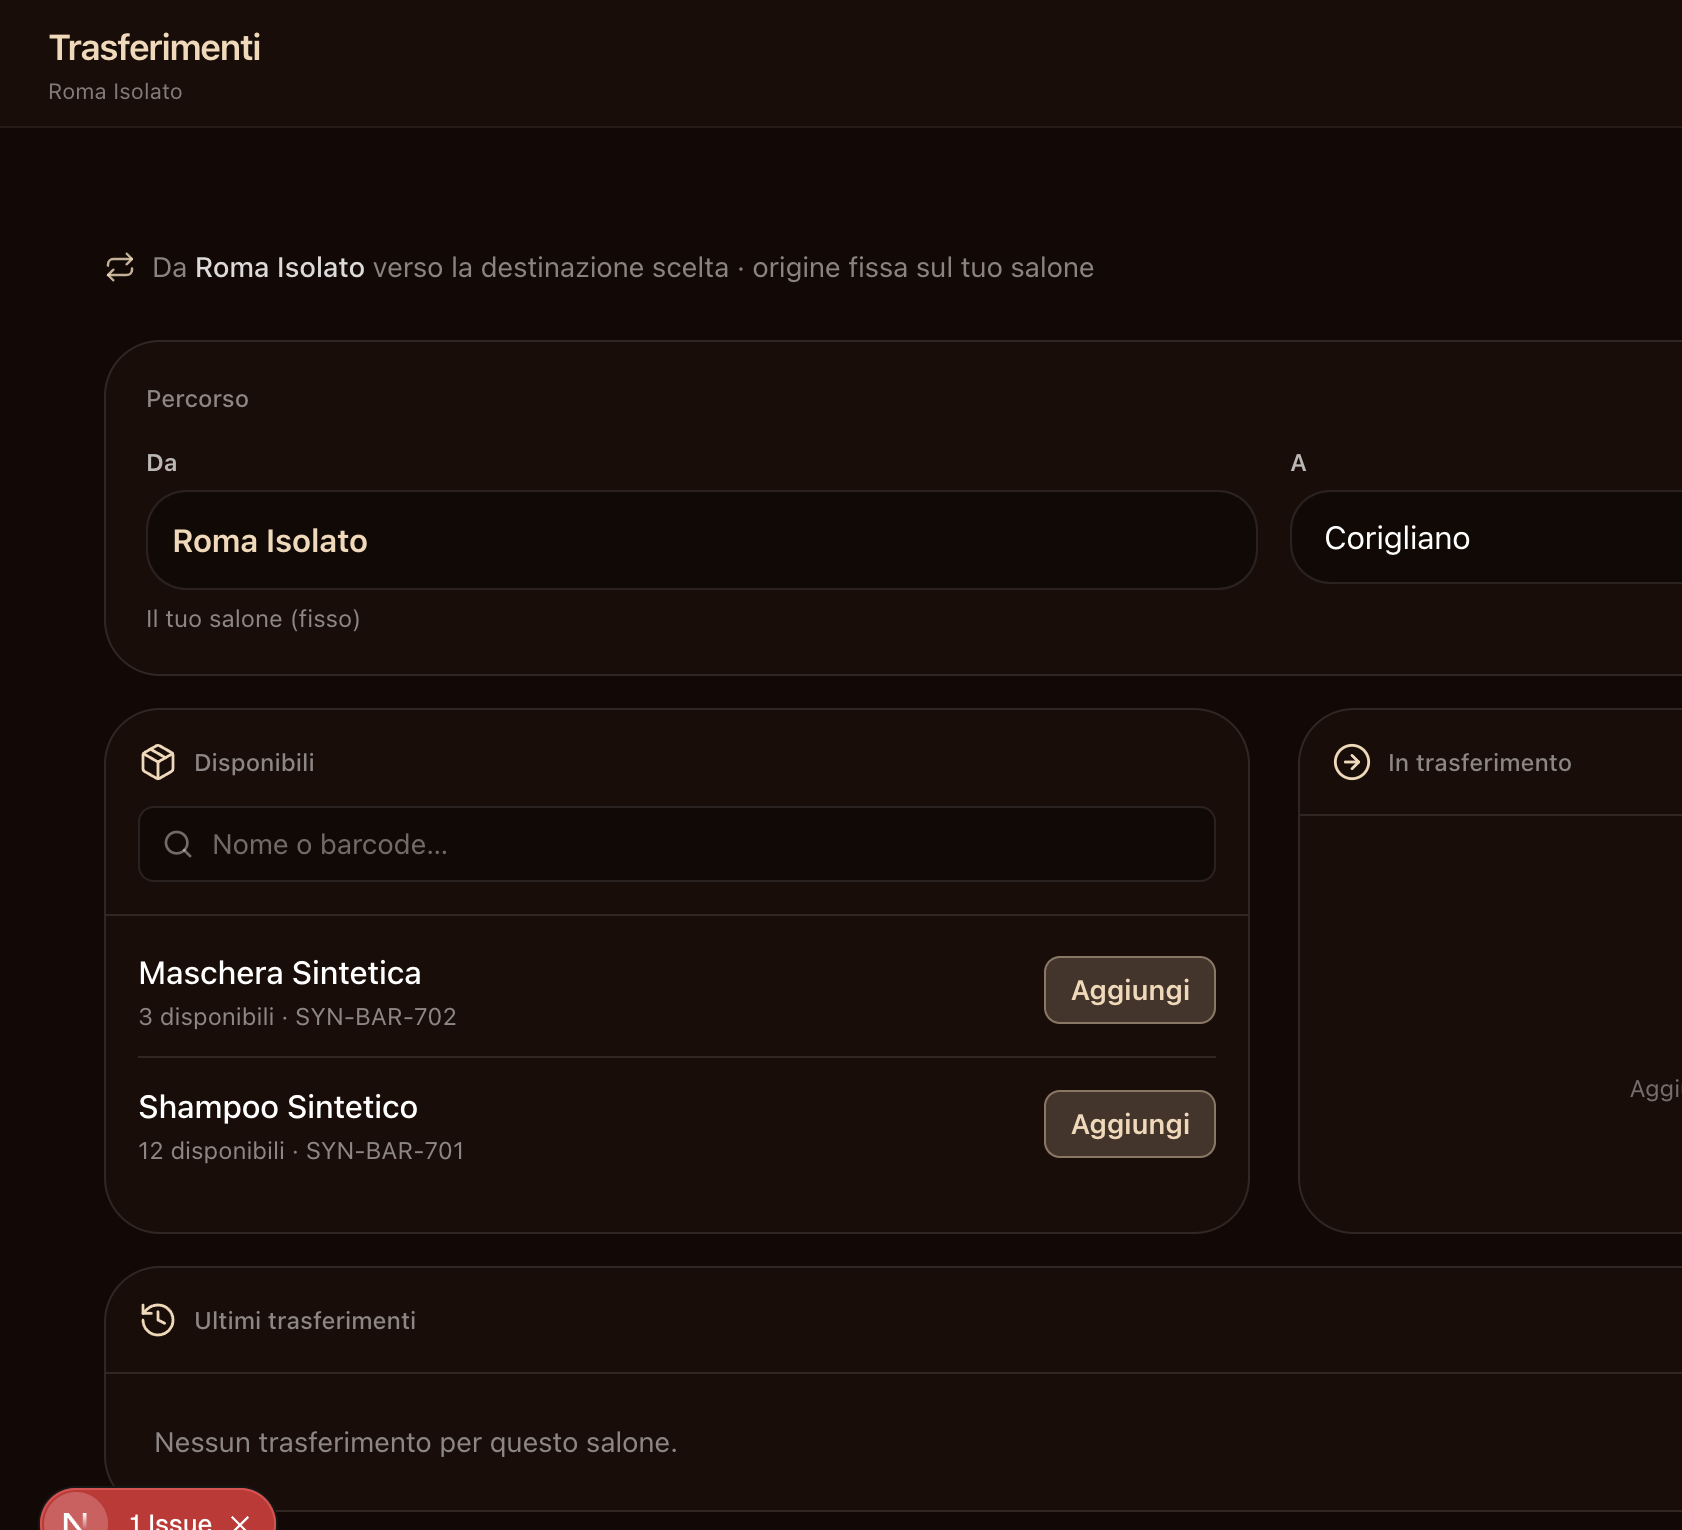 Trasferimenti
Roma Isolato
Da Roma Isolato verso la destinazione scelta · origine fissa sul tuo salone
Percorso
Da
A
Roma Isolato
Corigliano
Il tuo salone (fisso)
Disponibili
In trasferimento
Nome o barcode...
Maschera Sintetica
3 disponibili · SYN-BAR-702
Aggiungi
Shampoo Sintetico
12 disponibili · SYN-BAR-701
Aggiungi
Ultimi trasferimenti
Nessun trasferimento per questo salone.
N
1 Issue